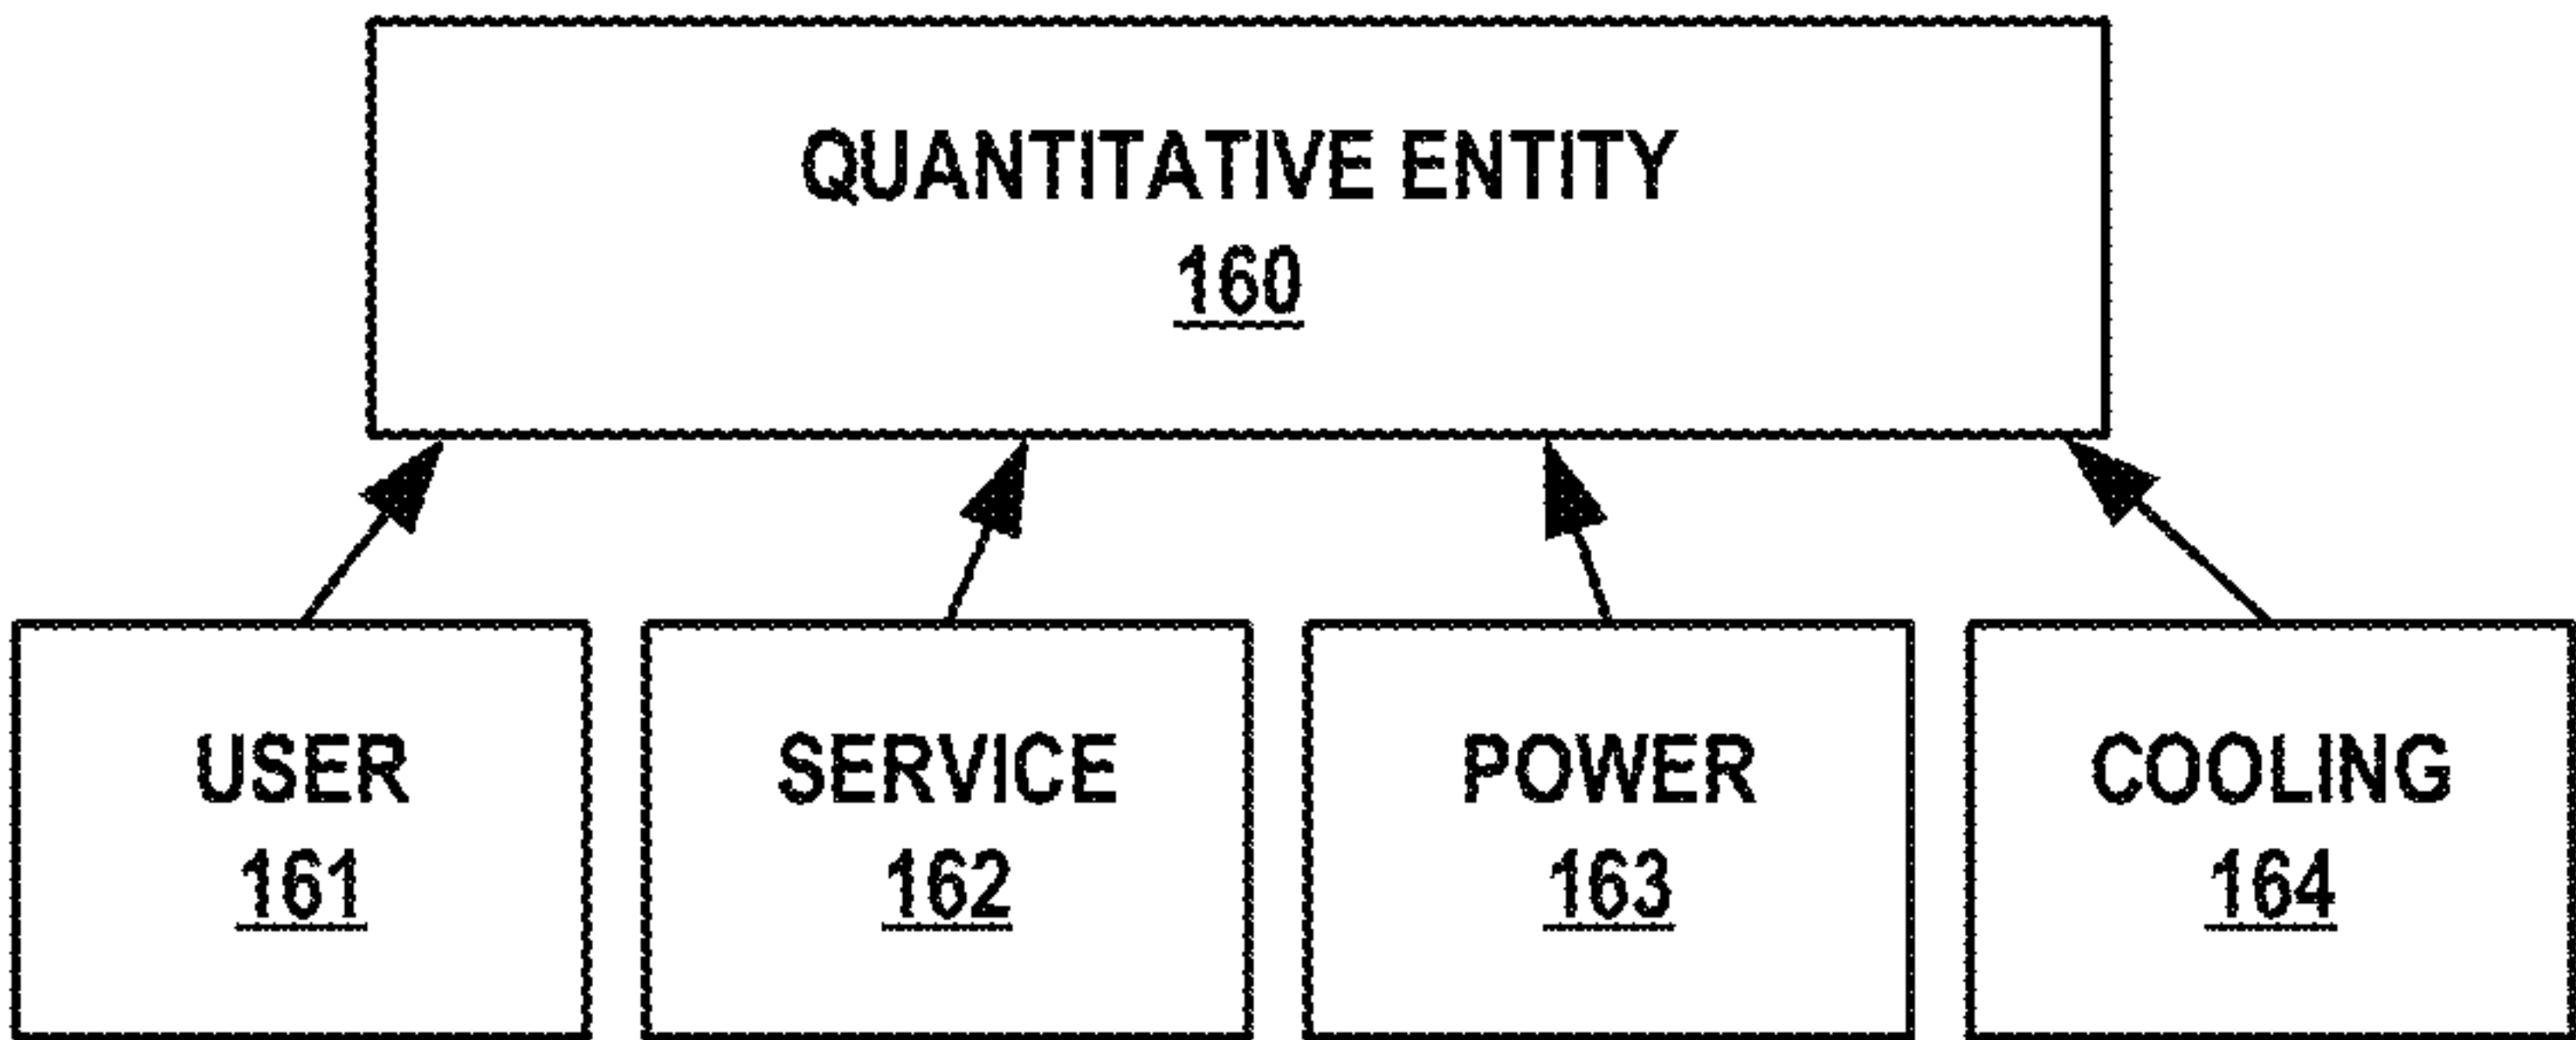 QUANTITATIVE ENTITY
160
USER
161
SERVICE
162
POWER
163
COOLING
164